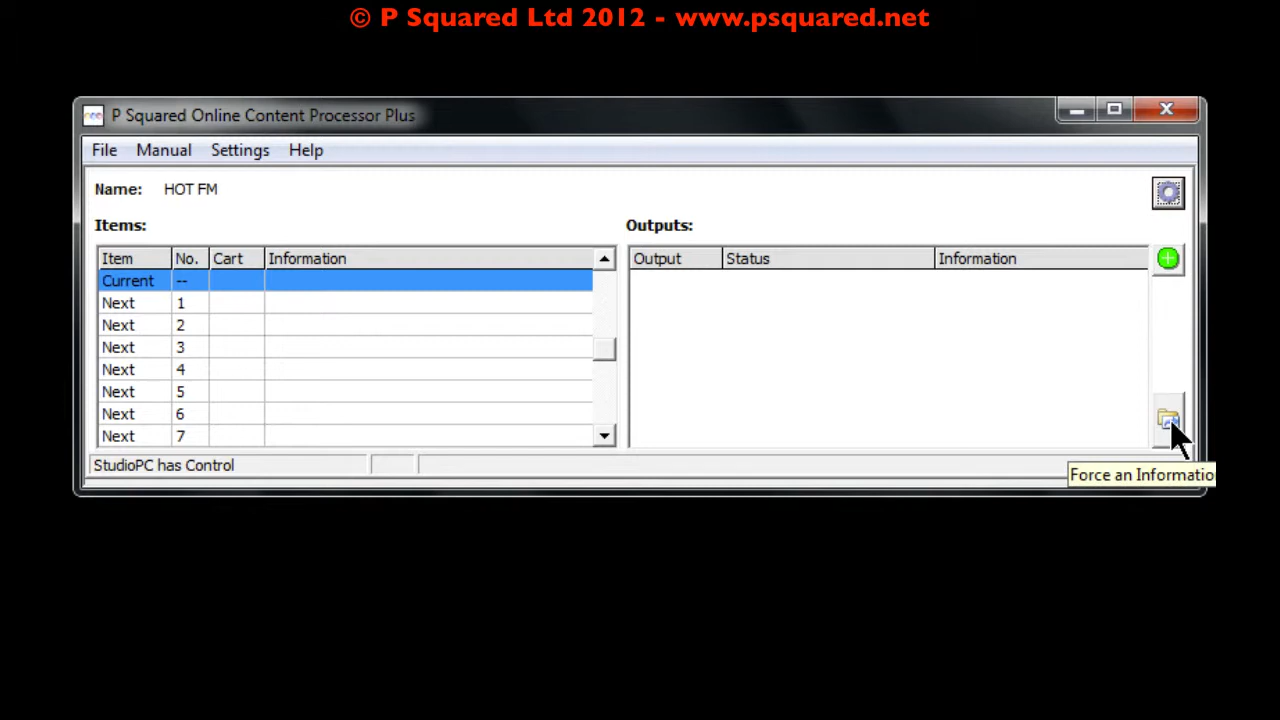 © P Squared Ltd 2012 - www.psquared.net
P Squared Online Content Processor Plus
File Manual Settings Help
Name: HOT FM
Items: Outputs:
Item No. Cart Information Output Status Information
Current --
Next 1
Next 2
Next 3
Next 4
Next 5
Next 6
Next 7
StudioPC has Control
Force an Informatio